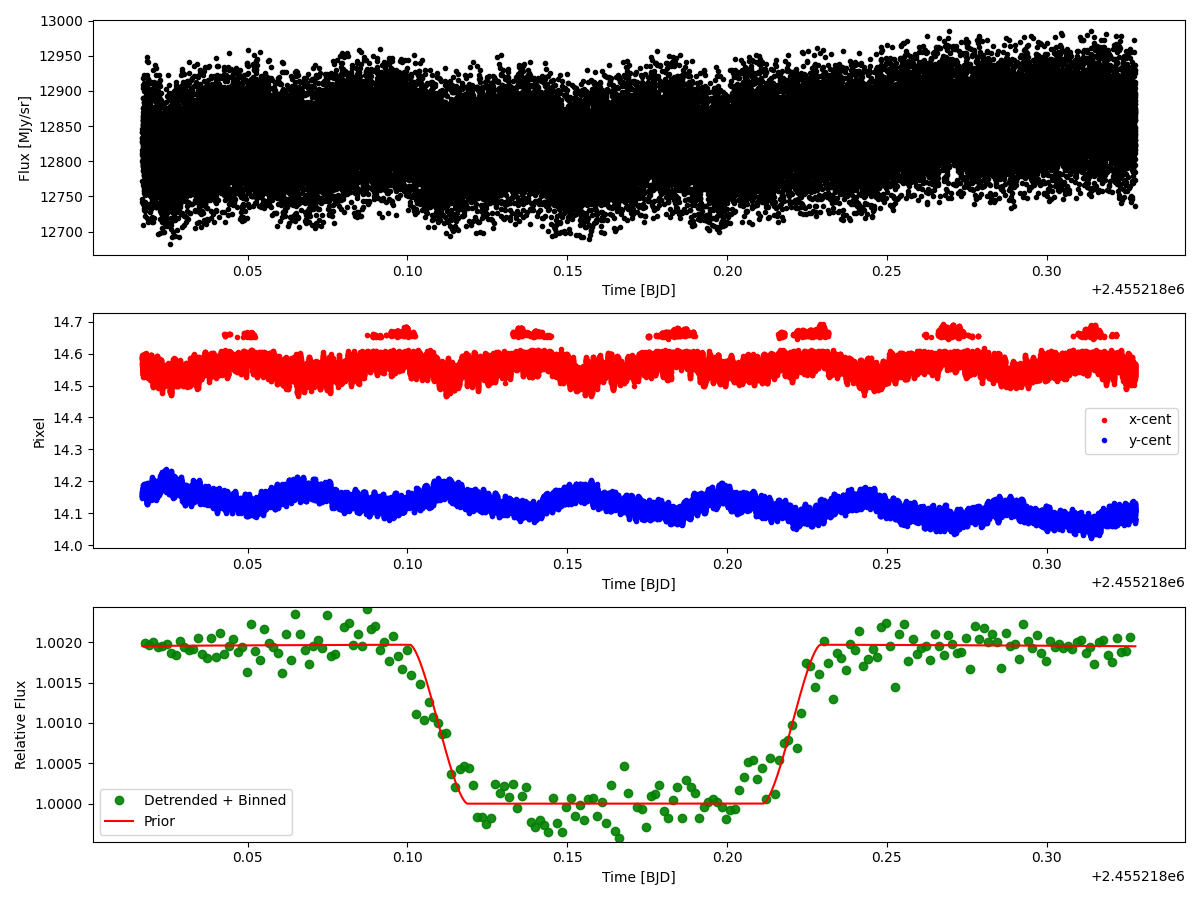 13000
12950
12900
12850
12800
12750
12700
Flux [MJy/sr]
0.05 0.10 0.15 0.20 0.25 0.30
Time [BJD]
+2.455218e6
14.7
14.6
14.5
14.4
14.3
14.2
14.1
14.0
Pixel
x-cent
y-cent
0.05 0.10 0.15 0.20 0.25 0.30
Time [BJD]
+2.455218e6
1.0020
1.0015
1.0010
1.0005
1.0000
Relative Flux
Detrended + Binned
Prior
0.05 0.10 0.15 0.20 0.25 0.30
Time [BJD]
+2.455218e6